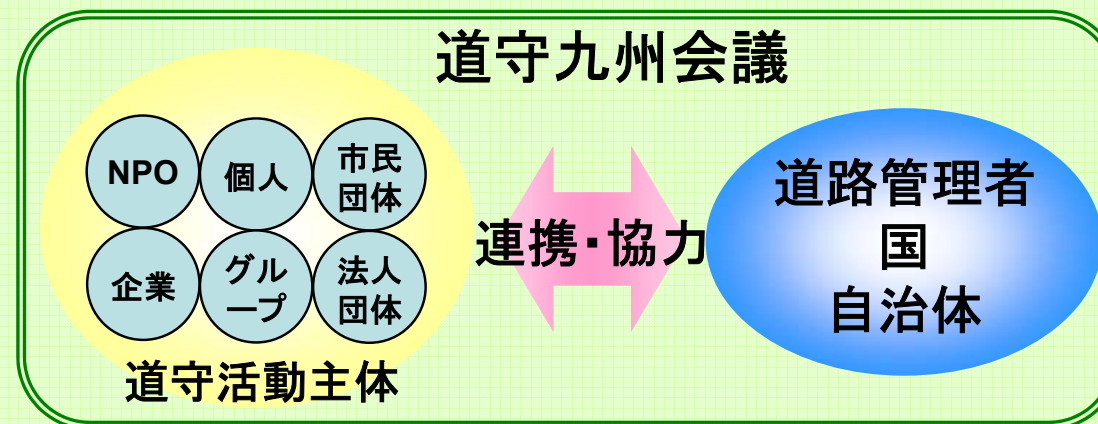 道守九州会議
NPO
個人
市民
団体
企業
グル
ープ
法人
団体
道守活動主体
連携・協力
道路管理者
国
自治体